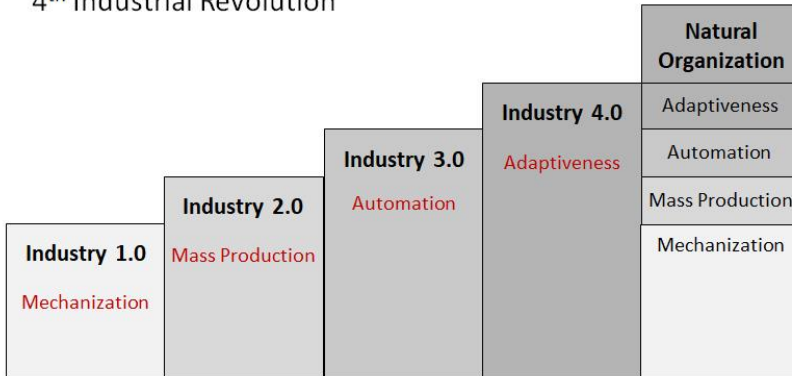 4th Industrial Revolution
Natural
Organization
Adaptiveness
Automation
Mass Production
Mechanization
Industry 4.0
Adaptiveness
Industry 3.0
Automation
Industry 2.0
Mass Production
Industry 1.0
Mechanization